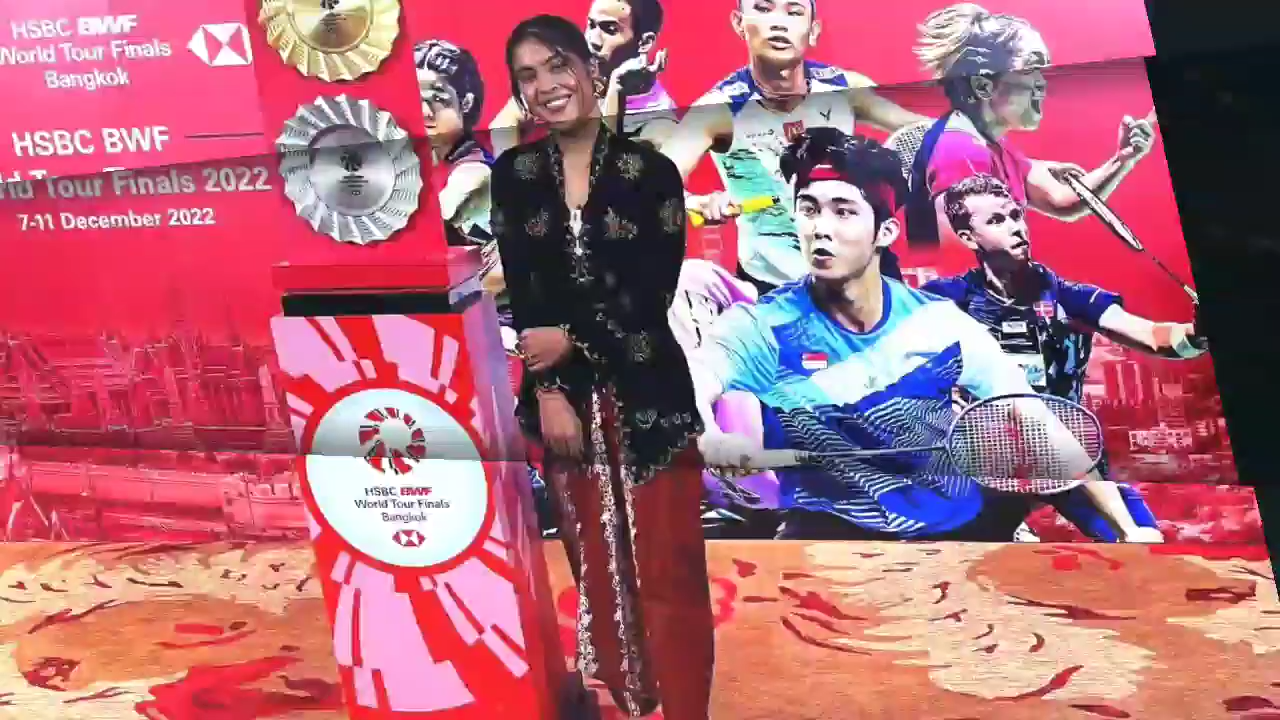 HSBC BWF
World Tour Finals
Bangkok
HSBC BWF
Tour Finals 2022
7-11 December 2022
HSBC BWF
World Tour Finals
Bangkok